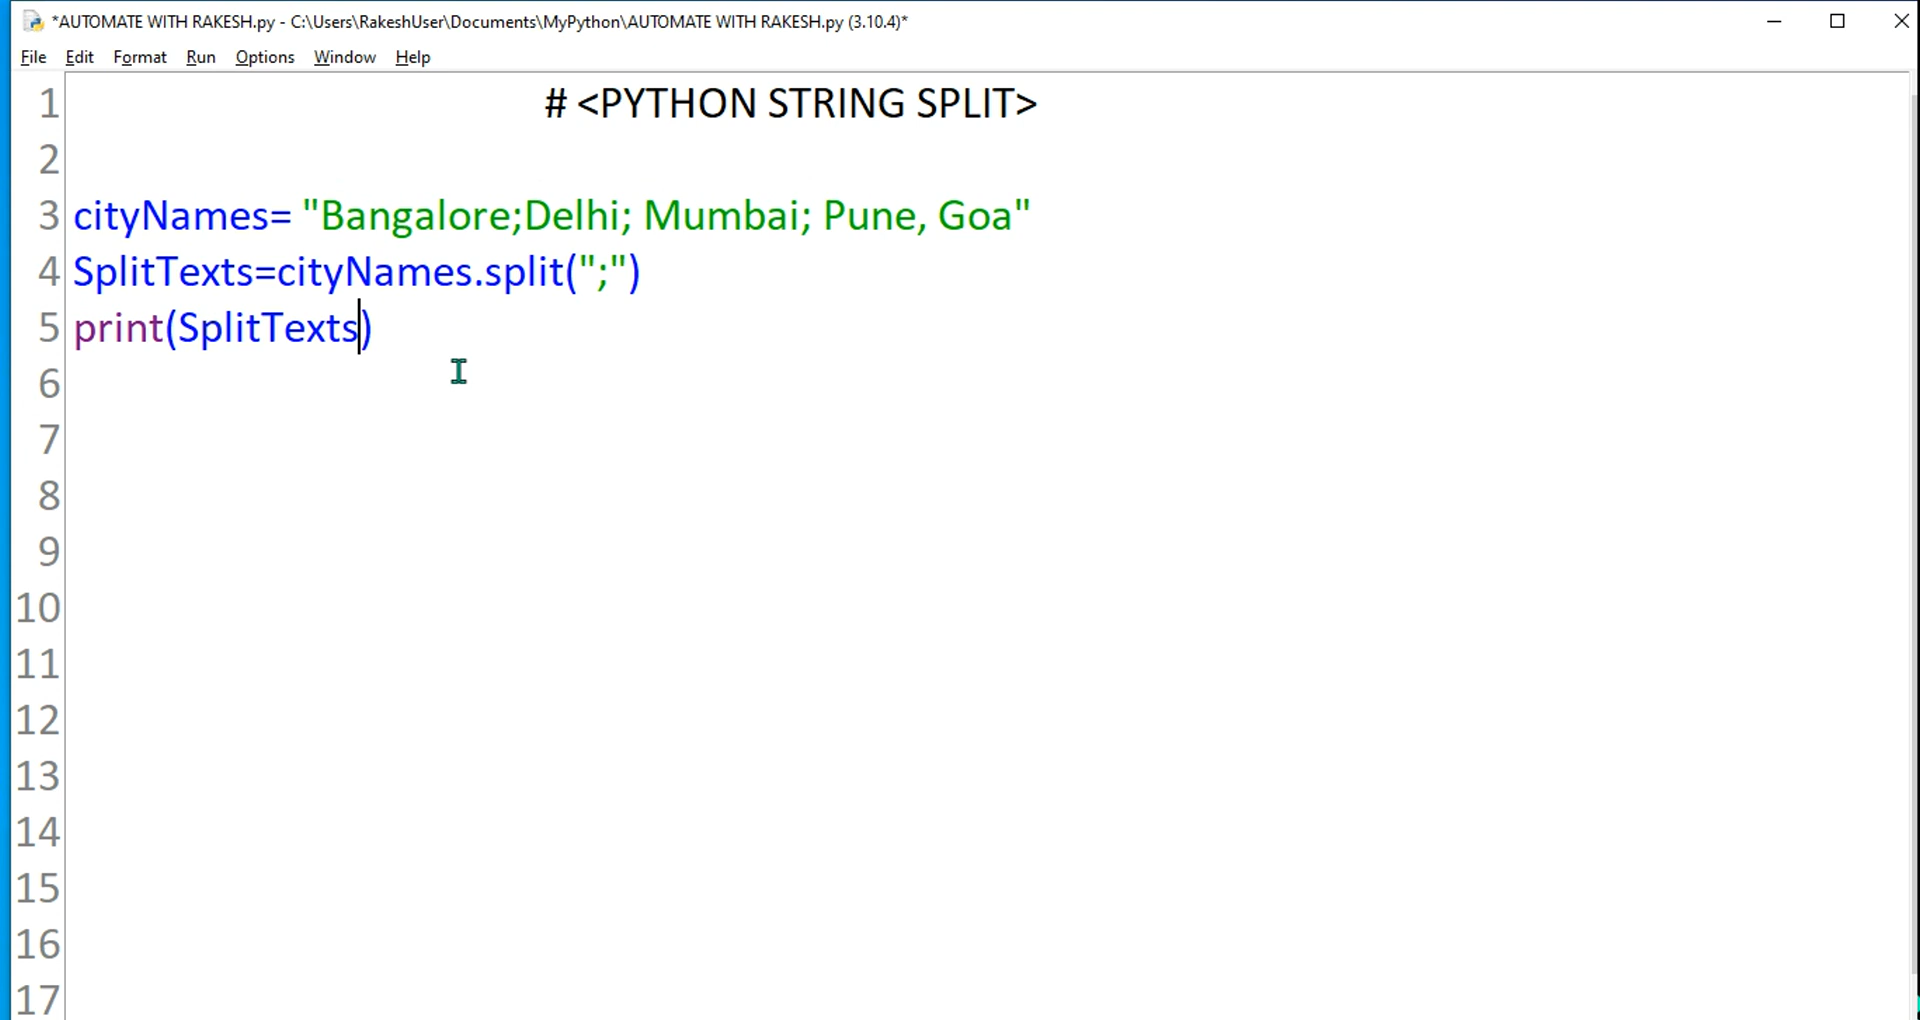 *AUTOMATE WITH RAKESH.py - C:\Users\RakeshUser\Documents\MyPython\AUTOMATE WITH RAKESH.py (3.10.4)*
File Edit Format Run Options Window Help
1 # <PYTHON STRING SPLIT>
2
3 cityNames= "Bangalore;Delhi; Mumbai; Pune, Goa"
4 SplitTexts=cityNames.split(";")
5 print(SplitTexts)
6
7
8
9
10
11
12
13
14
15
16
17